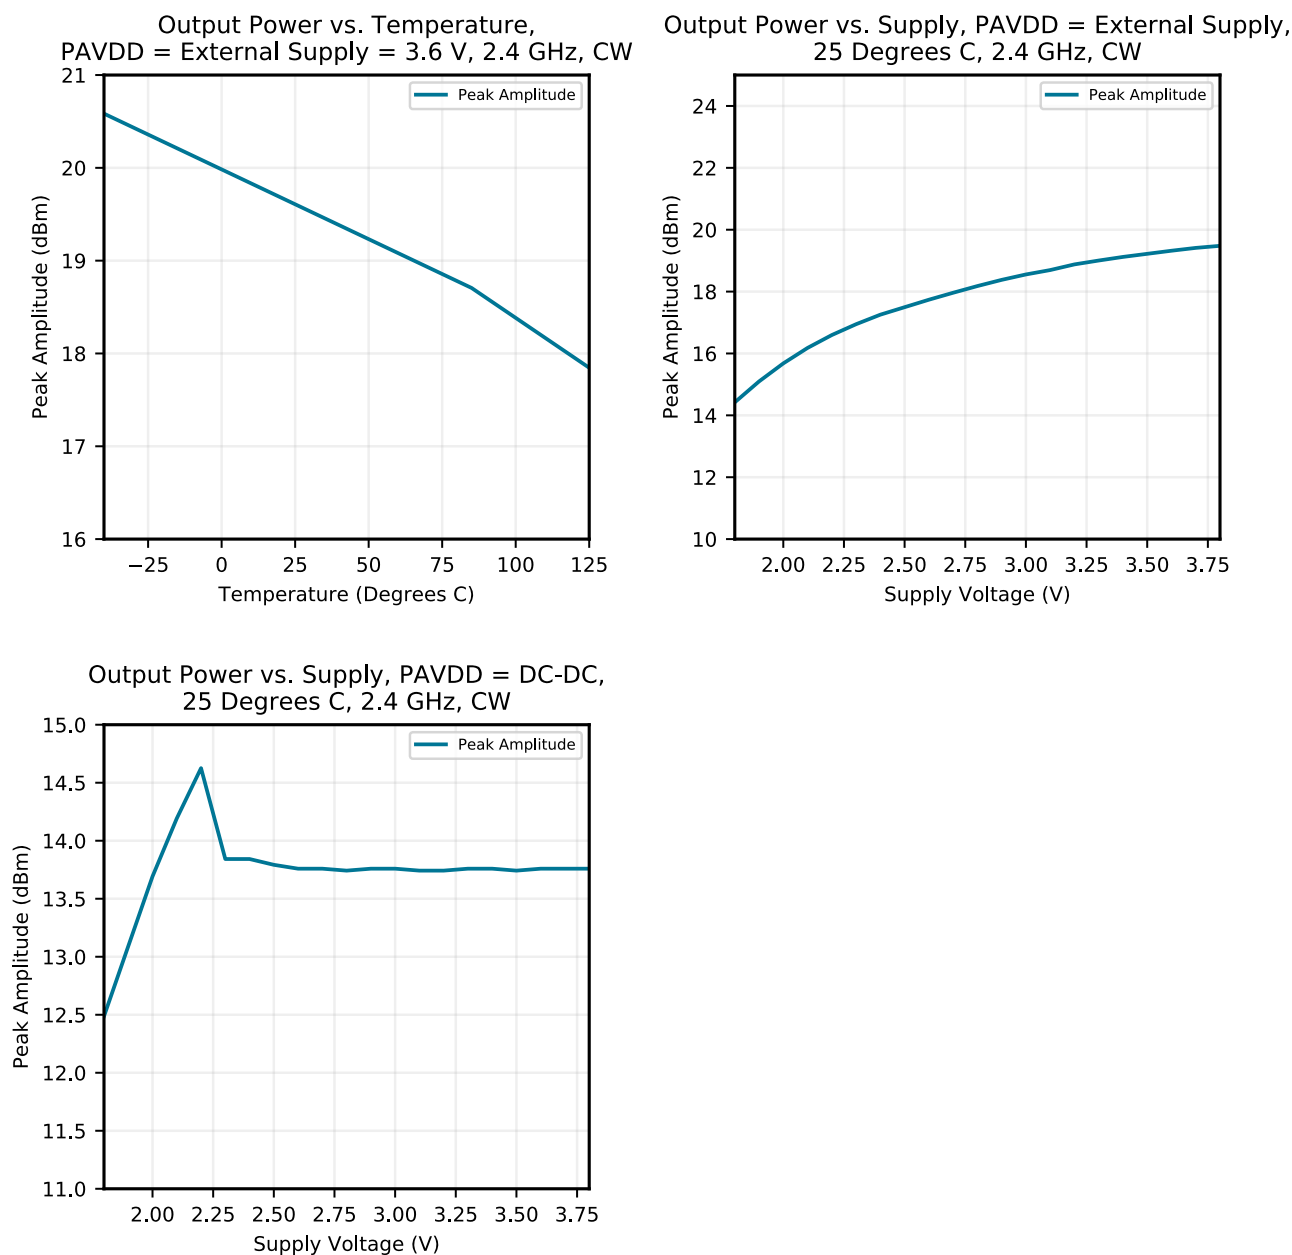 Output Power vs. Temperature,
PAVDD = External Supply = 3.6 V, 2.4 GHz, CW
Peak Amplitude
21
20
19
18
17
16
Peak Amplitude (dBm)
−25 0 25 50 75 100 125
Temperature (Degrees C)
Output Power vs. Supply, PAVDD = External Supply,
25 Degrees C, 2.4 GHz, CW
Peak Amplitude
24
22
20
18
16
14
12
10
Peak Amplitude (dBm)
2.00 2.25 2.50 2.75 3.00 3.25 3.50 3.75
Supply Voltage (V)
Output Power vs. Supply, PAVDD = DC-DC,
25 Degrees C, 2.4 GHz, CW
Peak Amplitude
15.0
14.5
14.0
13.5
13.0
12.5
12.0
11.5
11.0
Peak Amplitude (dBm)
2.00 2.25 2.50 2.75 3.00 3.25 3.50 3.75
Supply Voltage (V)